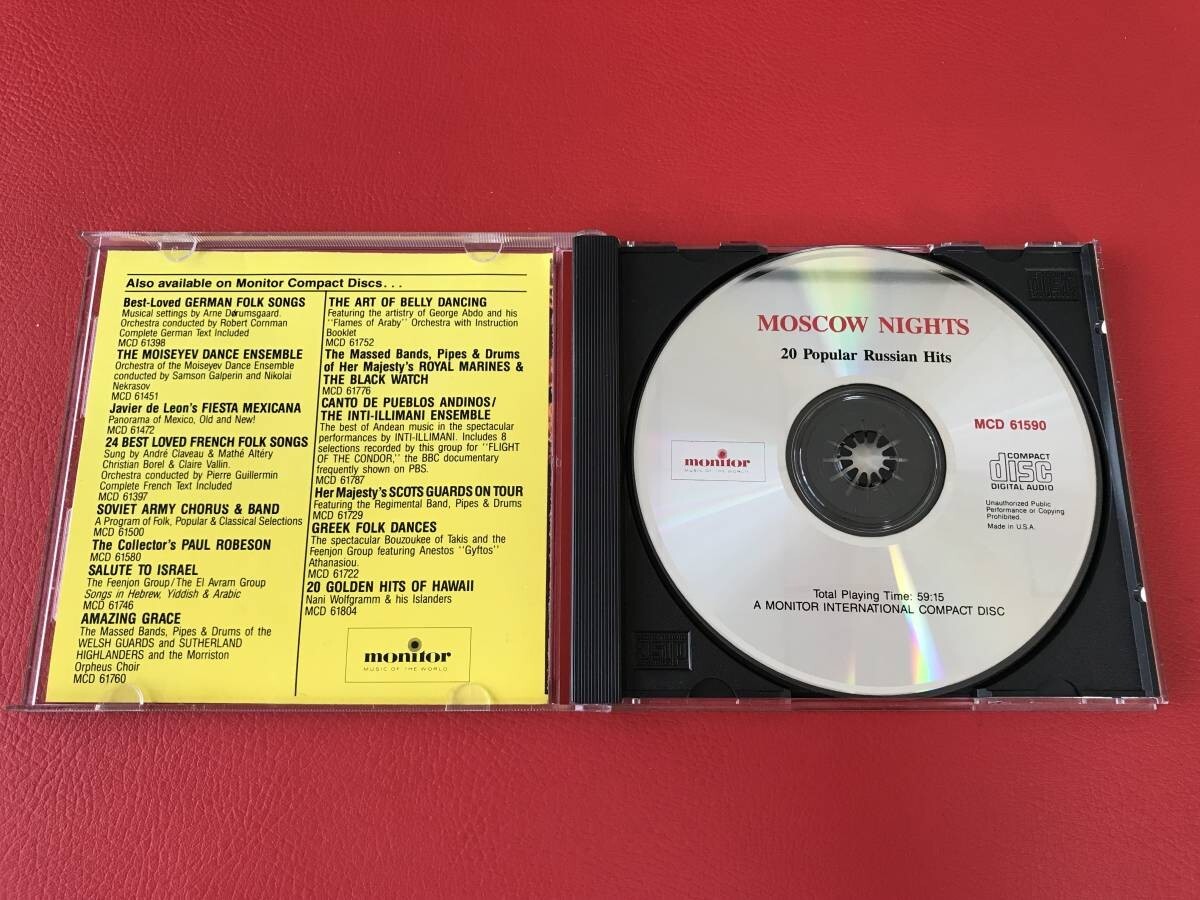 Also available on Monitor Compact Discs. . .
Best-Loved GERMAN FOLK SONGS
Musical settings by Arne Dørumsgaard.
Orchestra conducted by Robert Cornman
Complete German Text Included
MCD 61398
THE MOISEYEV DANCE ENSEMBLE
Orchestra of the Moiseyev Dance Ensemble
conducted by Samson Galperin and Nikolai
Nekrasov
MCD 61451
Javier de Leon's FIESTA MEXICANA
Panorama of Mexico, Old and New!
MCD 61472
24 BEST LOVED FRENCH FOLK SONGS
Sung by André Claveau & Mathé Altéry
Christian Borel & Claire Vallin.
Orchestra conducted by Pierre Guillermin
Complete French Text Included
MCD 61397
SOVIET ARMY CHORUS & BAND
A Program of Folk, Popular & Classical Selections
MCD 61500
The Collector's PAUL ROBESON
MCD 61580
SALUTE TO ISRAEL
The Feenjon Group/The El Avram Group
Songs in Hebrew, Yiddish & Arabic
MCD 61746
AMAZING GRACE
The Massed Bands, Pipes & Drums of the
WELSH GUARDS and SUTHERLAND
HIGHLANDERS and the Morriston
Orpheus Choir
MCD 61760
THE ART OF BELLY DANCING
Featuring the artistry of George Abdo and his
"Flames of Araby" Orchestra with Instruction
Booklet
MCD 61752
The Massed Bands, Pipes & Drums
of Her Majesty's ROYAL MARINES &
THE BLACK WATCH
MCD 61776
CANTO DE PUEBLOS ANDINOS/
THE INTI-ILLIMANI ENSEMBLE
The best of Andean music in the spectacular
performances by INTI-ILLIMANI. Includes 8
selections recorded by this group for "FLIGHT
OF THE CONDOR," the BBC documentary
frequently shown on PBS.
MCD 61787
Her Majesty's SCOTS GUARDS ON TOUR
Featuring the Regimental Band, Pipes & Drums
MCD 61729
GREEK FOLK DANCES
The spectacular Bouzoukee of Takis and the
Feenjon Group featuring Anestos "Gyftos"
Athanasiou.
MCD 61722
20 GOLDEN HITS OF HAWAII
Nani Wolfgramm & his Islanders
MCD 61804
monitor
MUSIC OF THE WORLD
MOSCOW NIGHTS
20 Popular Russian Hits
monitor
MUSIC OF THE WORLD
MCD 61590
COMPACT
disc
DIGITAL AUDIO
Unauthorized Public
Performance or Copying
Prohibited.
Made in U.S.A.
Total Playing Time: 59:15
A MONITOR INTERNATIONAL COMPACT DISC